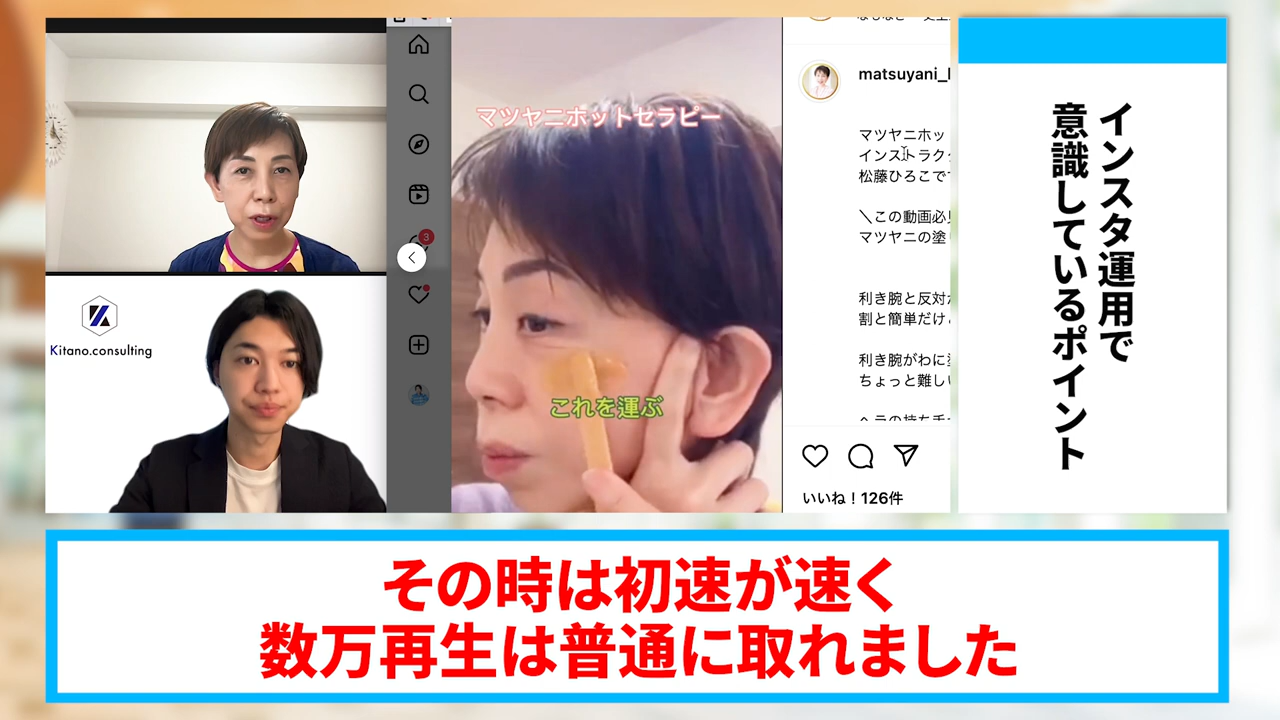 Kitano.consulting
3
マツヤニホットセラピー
これを運ぶ
matsuyani_
マツヤニホッ
インストラク
松藤ひろこで
＼この動画必
マツヤニの塗
利き腕と反対
割と簡単だけ
利き腕がわに
ちょっと難し
いいね！126件
インスタ運用で
意識しているポイント
その時は初速が速く
数万再生は普通に取れました